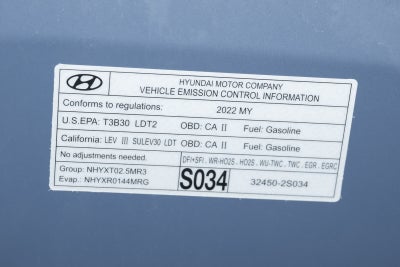 HYUNDAI MOTOR COMPANY
VEHICLE EMISSION CONTROL INFORMATION
Conforms to regulations: 2022 MY
U.S.EPA: T3B30 LDT2 OBD: CA II Fuel: Gasoline
California: LEV III SULEV30 LDT OBD: CA II Fuel: Gasoline
No adjustments needed. DFI+SFI, WR-HO2S, HO2S, WU-TWC, TWC, EGR, EGRC
Group: NHYXT02.5MR3
Evap.: NHYXR0144MRG
S034 32450-2S034